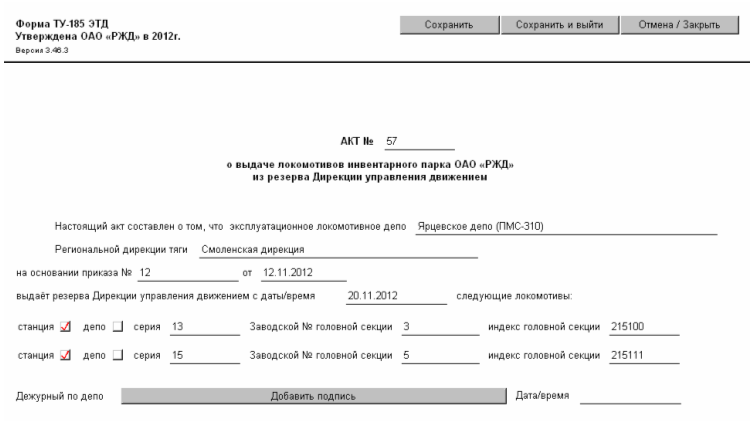 Форма ТУ-185 ЭТД
Утверждена ОАО «РЖД» в 2012г.
Версия 3.46.3
Сохранить Сохранить и выйти Отмена / Закрыть
АКТ № 57
о выдаче локомотивов инвентарного парка ОАО «РЖД»
из резерва Дирекции управления движением
Настоящий акт составлен о том, что эксплуатационное локомотивное депо Ярцевское депо (ПМС-310)
Региональной дирекции тяги Смоленская дирекция
на основании приказа № 12 от 12.11.2012
выдаёт резерва Дирекции управления движением с даты/время 20.11.2012 следующие локомотивы:
станция депо серия 13 Заводской № головной секции 3 индекс головной секции 215100
станция депо серия 15 Заводской № головной секции 5 индекс головной секции 215111
Дежурный по депо Добавить подпись Дата/время